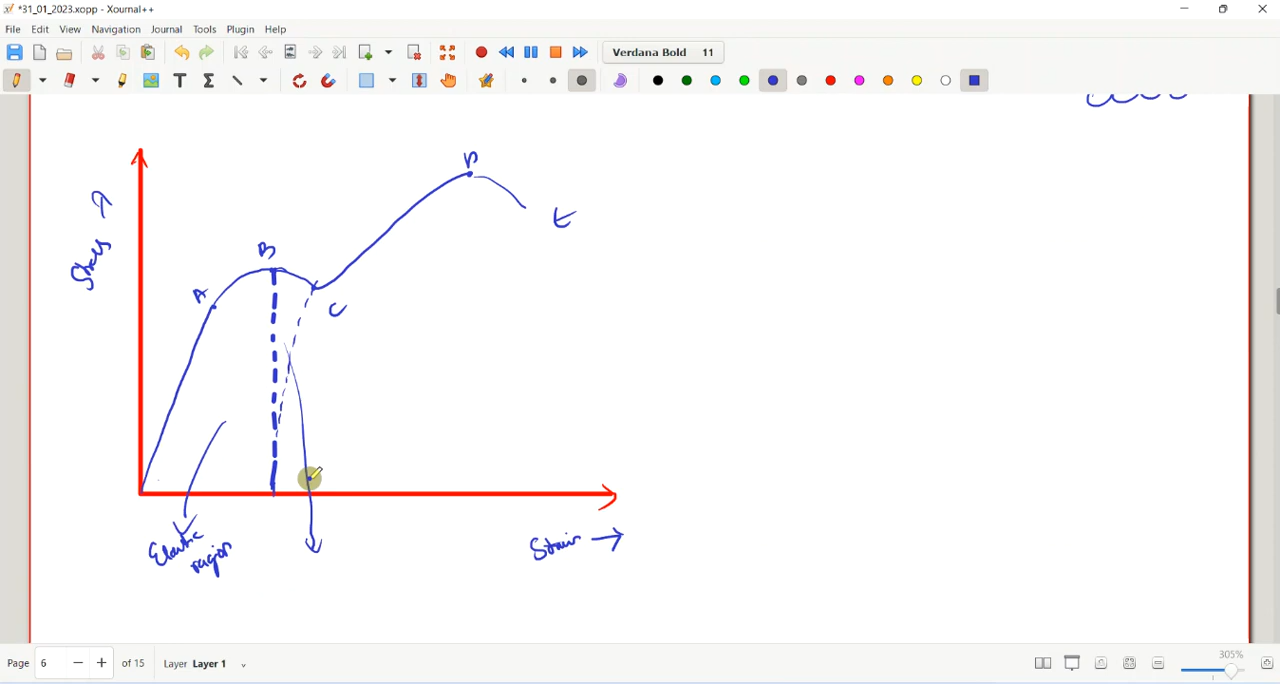 *31_01_2023.xopp - Xournal++
File Edit View Navigation Journal Tools Plugin Help
Verdana Bold 11
D
Stress
B
E
A
C
Elastic
region
Strain
Page 6 of 15 Layer Layer 1
305%